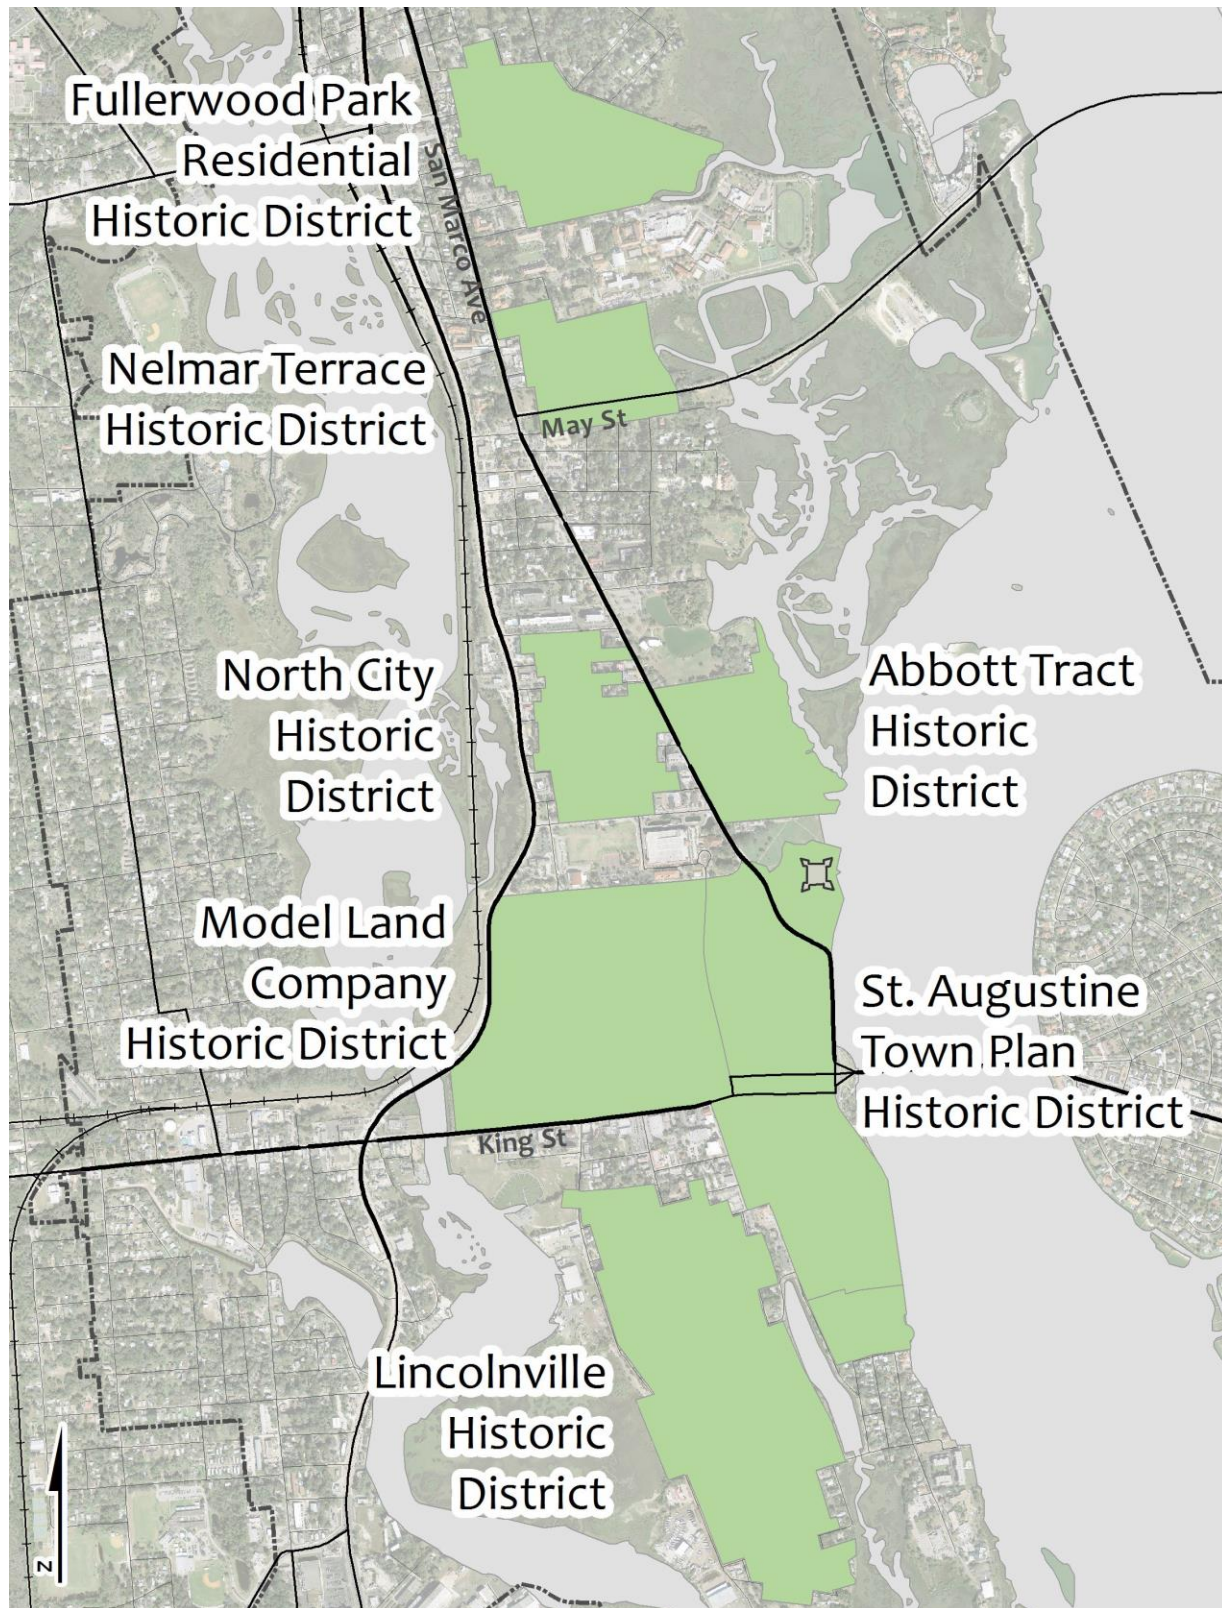 Fullerwood Park
Residential
Historic District
San Marco Ave
Nelmar Terrace
Historic District
May St
North City
Historic
District
Abbott Tract
Historic
District
Model Land
Company
Historic District
St. Augustine
Town Plan
Historic District
King St
Lincolnville
Historic
District
N